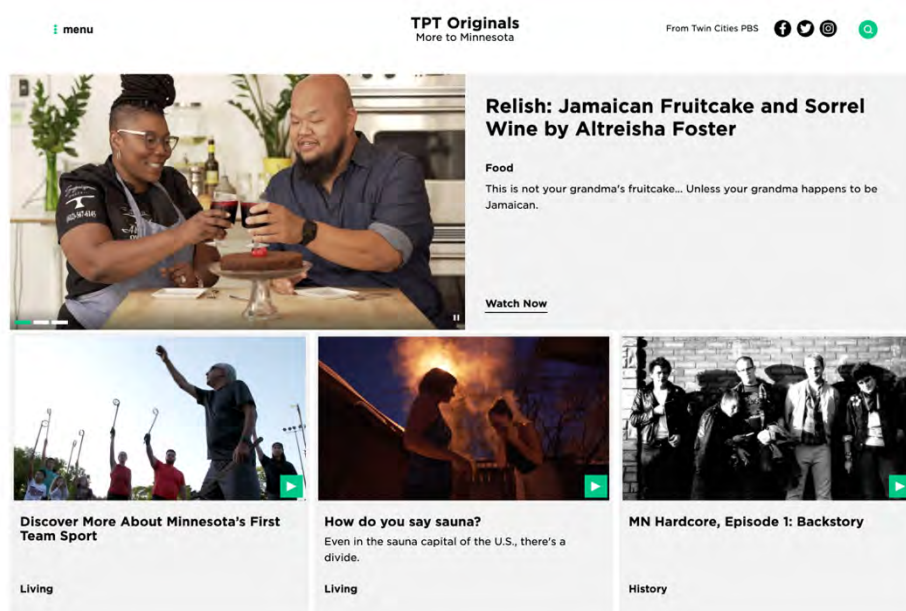 menu
TPT Originals
More to Minnesota
From Twin Cities PBS
Relish: Jamaican Fruitcake and Sorrel
Wine by Altreisha Foster
Food
This is not your grandma's fruitcake... Unless your grandma happens to be
Jamaican.
Watch Now
Discover More About Minnesota's First
Team Sport
Living
How do you say sauna?
Even in the sauna capital of the U.S., there's a
divide.
Living
MN Hardcore, Episode 1: Backstory
History